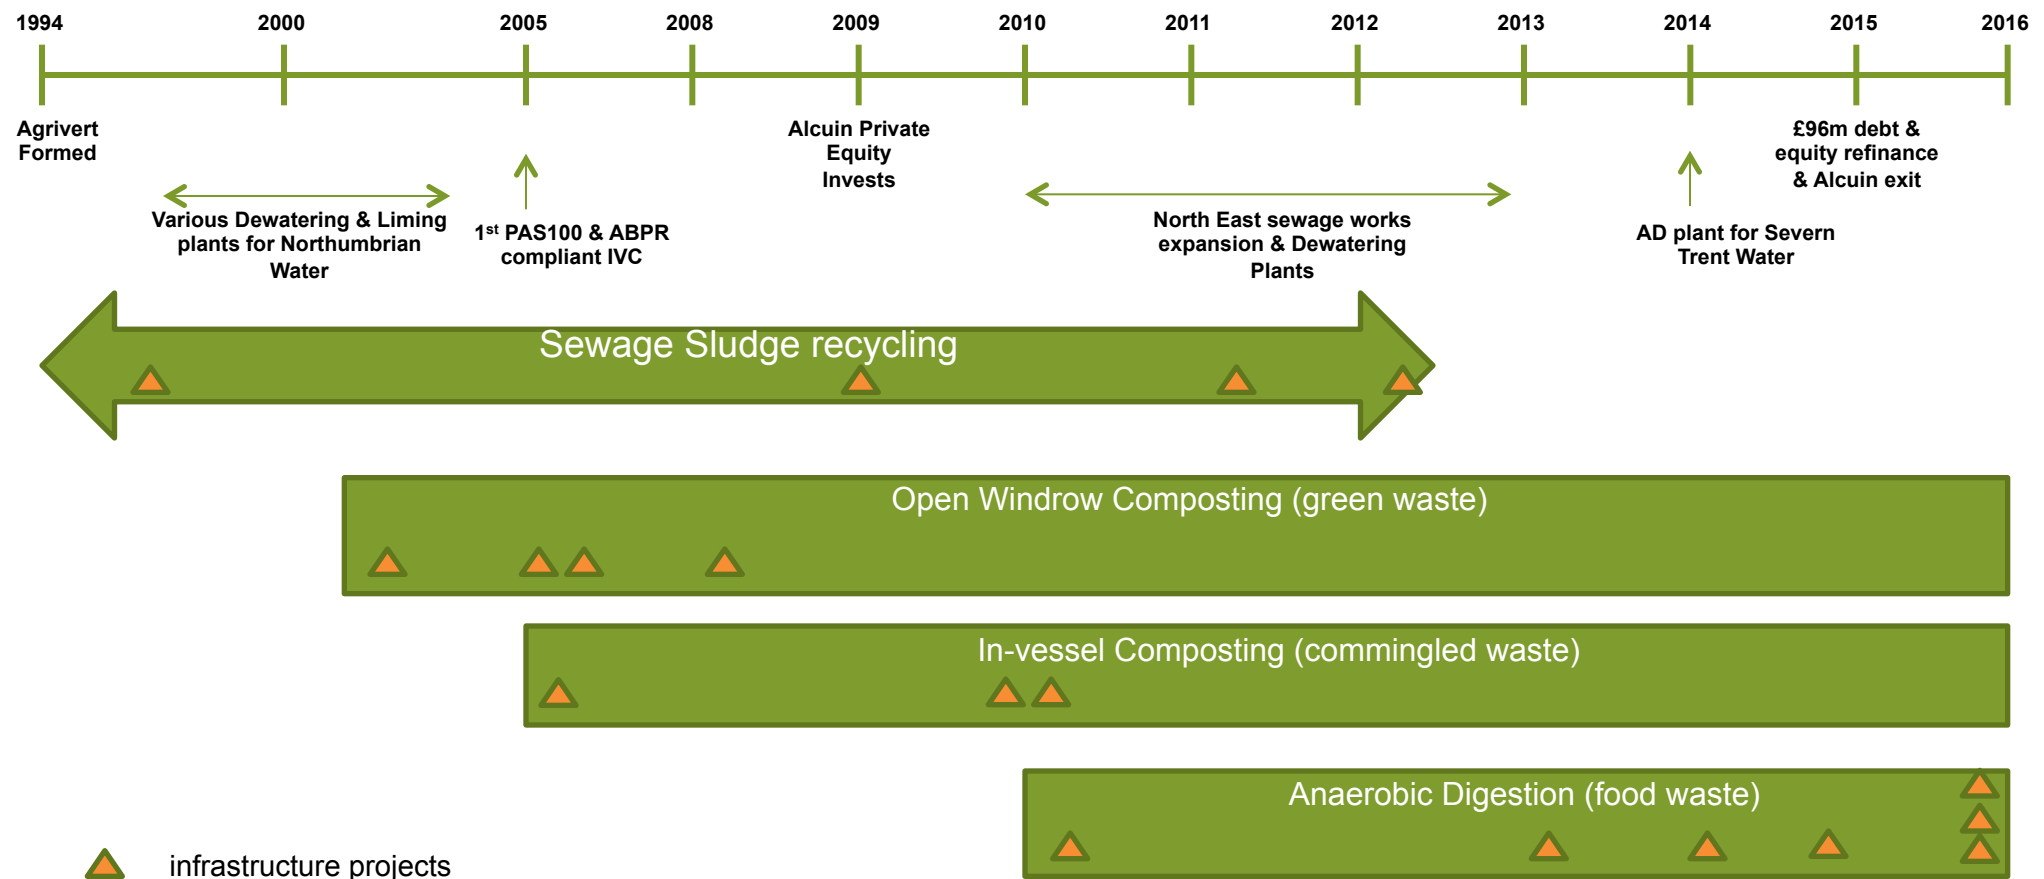 1994 2000 2005 2008 2009 2010 2011 2012 2013 2014 2015 2016
Agrivert
Formed
Various Dewatering & Liming
plants for Northumbrian
Water
1st PAS100 & ABPR
compliant IVC
Alcuin Private
Equity
Invests
North East sewage works
expansion & Dewatering
Plants
AD plant for Severn
Trent Water
£96m debt &
equity refinance
& Alcuin exit
Sewage Sludge recycling
Open Windrow Composting (green waste)
In-vessel Composting (commingled waste)
Anaerobic Digestion (food waste)
infrastructure projects